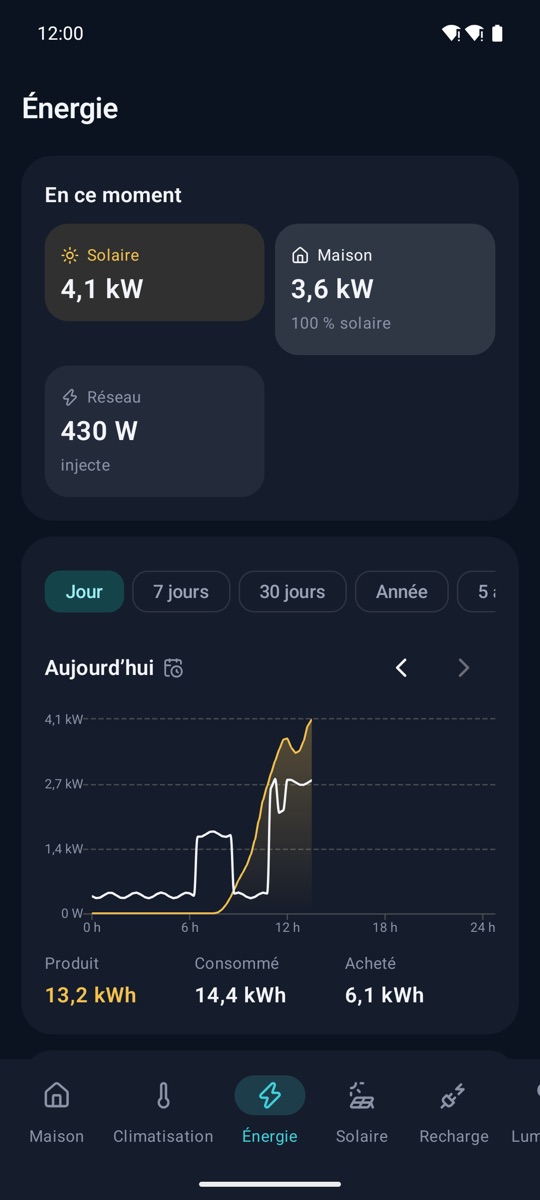 12:00
Énergie
En ce moment
Solaire
4,1 kW
Maison
3,6 kW
100 % solaire
Réseau
430 W
injecte
Jour
7 jours
30 jours
Année
5
Aujourd’hui
4,1 kW
2,7 kW
1,4 kW
0 W
0 h
6 h
12 h
18 h
24 h
Produit
Consommé
Acheté
13,2 kWh
14,4 kWh
6,1 kWh
Maison
Climatisation
Énergie
Solaire
Recharge
Lum